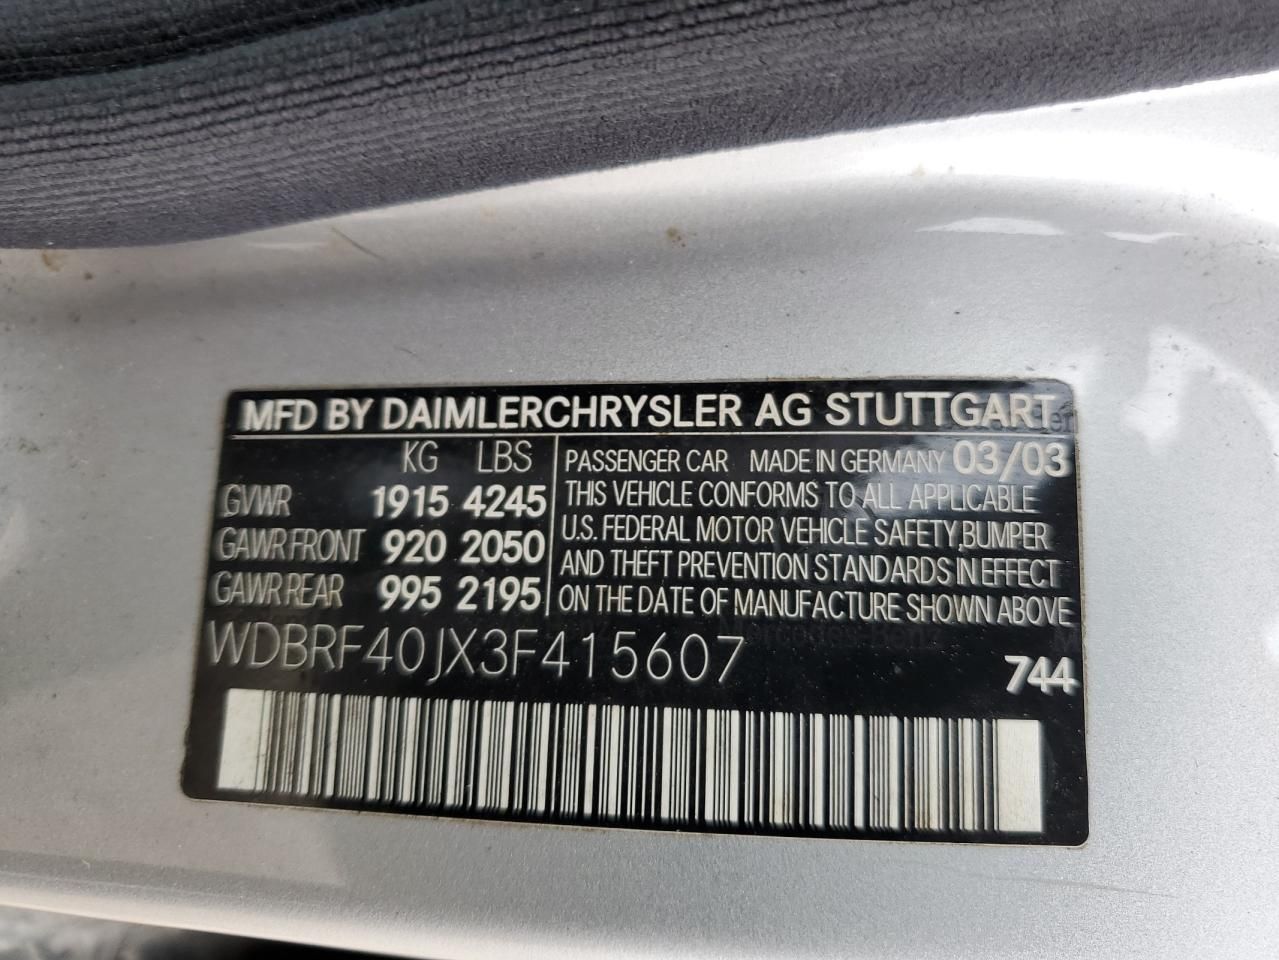 MFD BY DAIMLERCHRYSLER AG STUTTGART
KG LBS
GVWR 1915 4245
GAWR FRONT 920 2050
GAWR REAR 995 2195
PASSENGER CAR MADE IN GERMANY 03/03
THIS VEHICLE CONFORMS TO ALL APPLICABLE
U.S. FEDERAL MOTOR VEHICLE SAFETY,BUMPER
AND THEFT PREVENTION STANDARDS IN EFFECT
ON THE DATE OF MANUFACTURE SHOWN ABOVE
Mercedes-Benz
WDBRF40JX3F415607
744